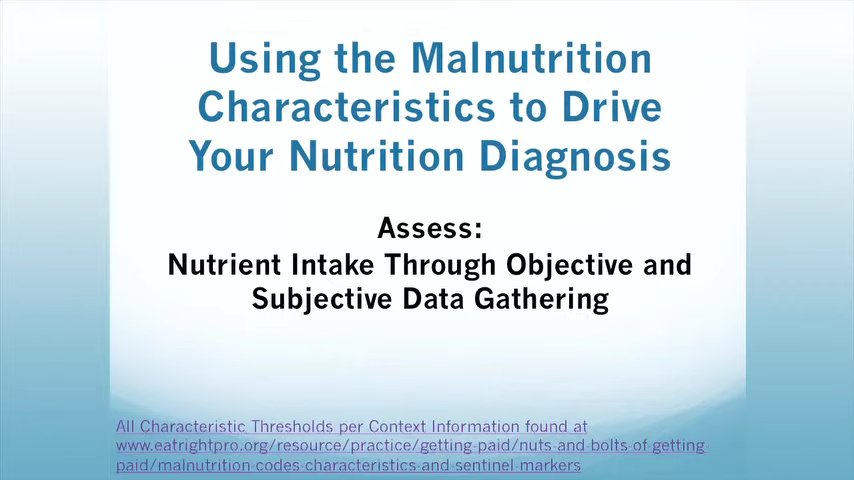 Using the Malnutrition
Characteristics to Drive
Your Nutrition Diagnosis
Assess:
Nutrient Intake Through Objective and
Subjective Data Gathering
All Characteristic Thresholds per Context Information found at
www.eatrightpro.org/resource/practice/getting-paid/nuts-and-bolts-of-getting-
paid/malnutrition-codes-characteristics-and-sentinel-markers